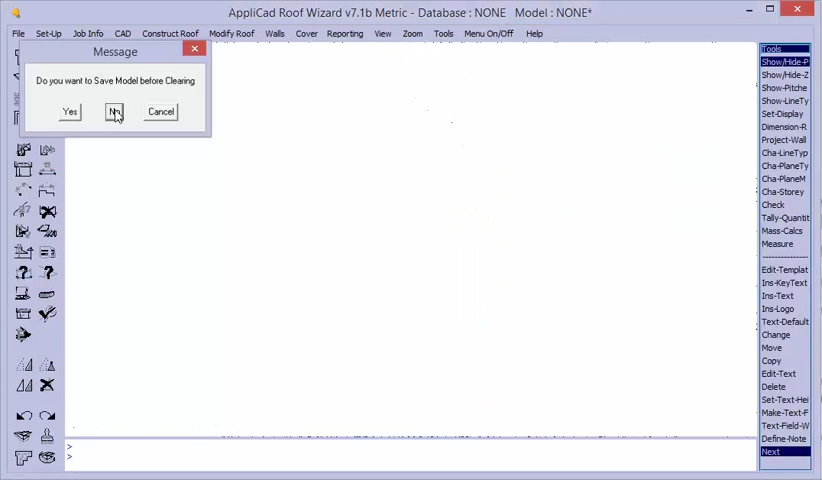 AppliCad Roof Wizard v7.1b Metric - Database : NONE Model : NONE*
File Set-Up Job Info CAD Construct Roof Modify Roof Walls Cover Reporting View Zoom Tools Menu On/Off Help
Message
Do you want to Save Model before Clearing
Yes No Cancel
Tools
Show/Hide-P
Show/Hide-Z
Show-Pitche
Show-LineTy
Set-Display
Dimension-R
Project-Wall
Cha-LineTyp
Cha-PlaneTy
Cha-PlaneM
Cha-Storey
Check
Tally-Quantit
Mass-Calcs
Measure
----------------
Edit-Templat
Ins-KeyText
Ins-Text
Ins-Logo
Text-Default
Change
Move
Copy
Edit-Text
Delete
Set-Text-Hei
Make-Text-F
Text-Field-W
Define-Note
Next
>
>